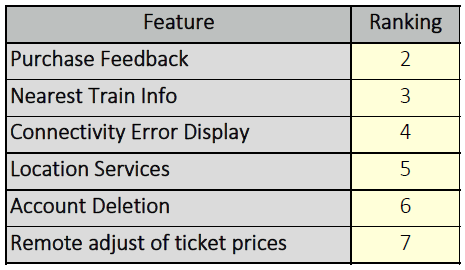 Feature Ranking
Purchase Feedback 2
Nearest Train Info 3
Connectivity Error Display 4
Location Services 5
Account Deletion 6
Remote adjust of ticket prices 7